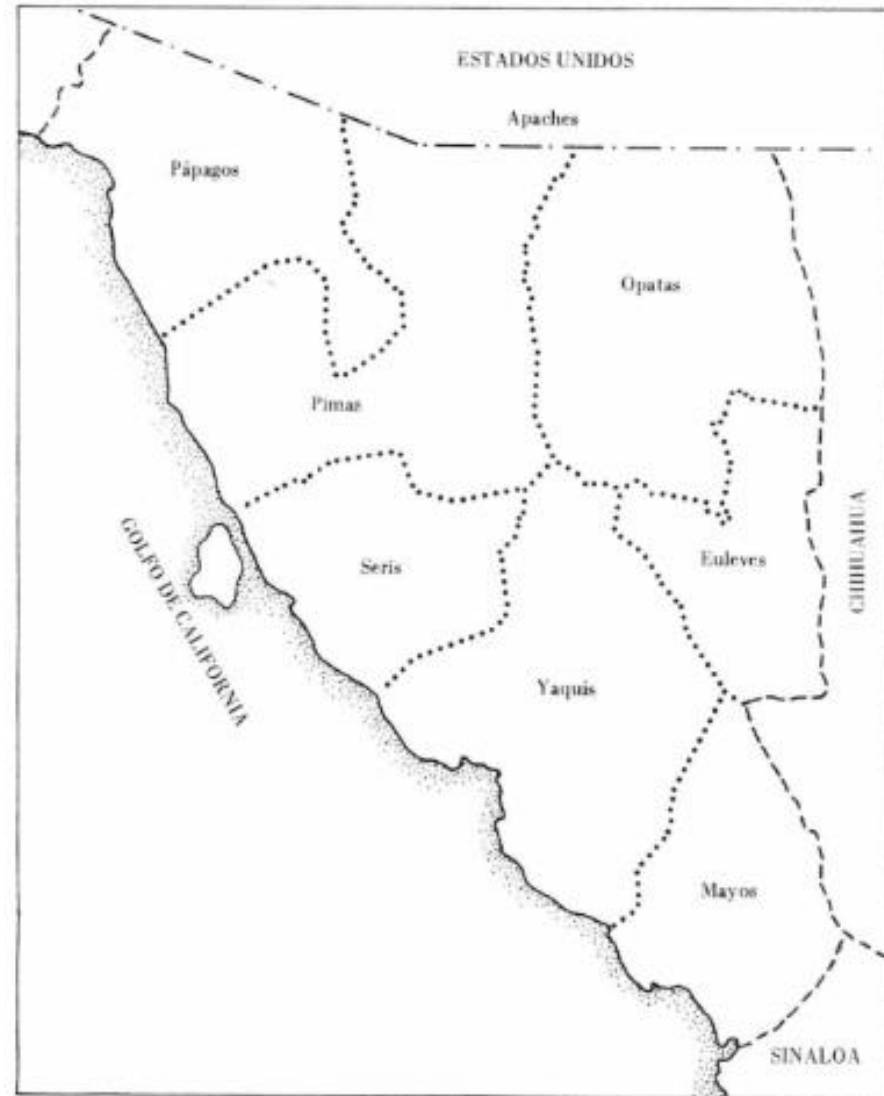 ESTADOS UNIDOS
Apaches
Pápagos
Opatas
Pimas
Seris
Euleves
CHIHUAHUA
GOLFO DE CALIFORNIA
Yaquis
Mayos
SINALOA